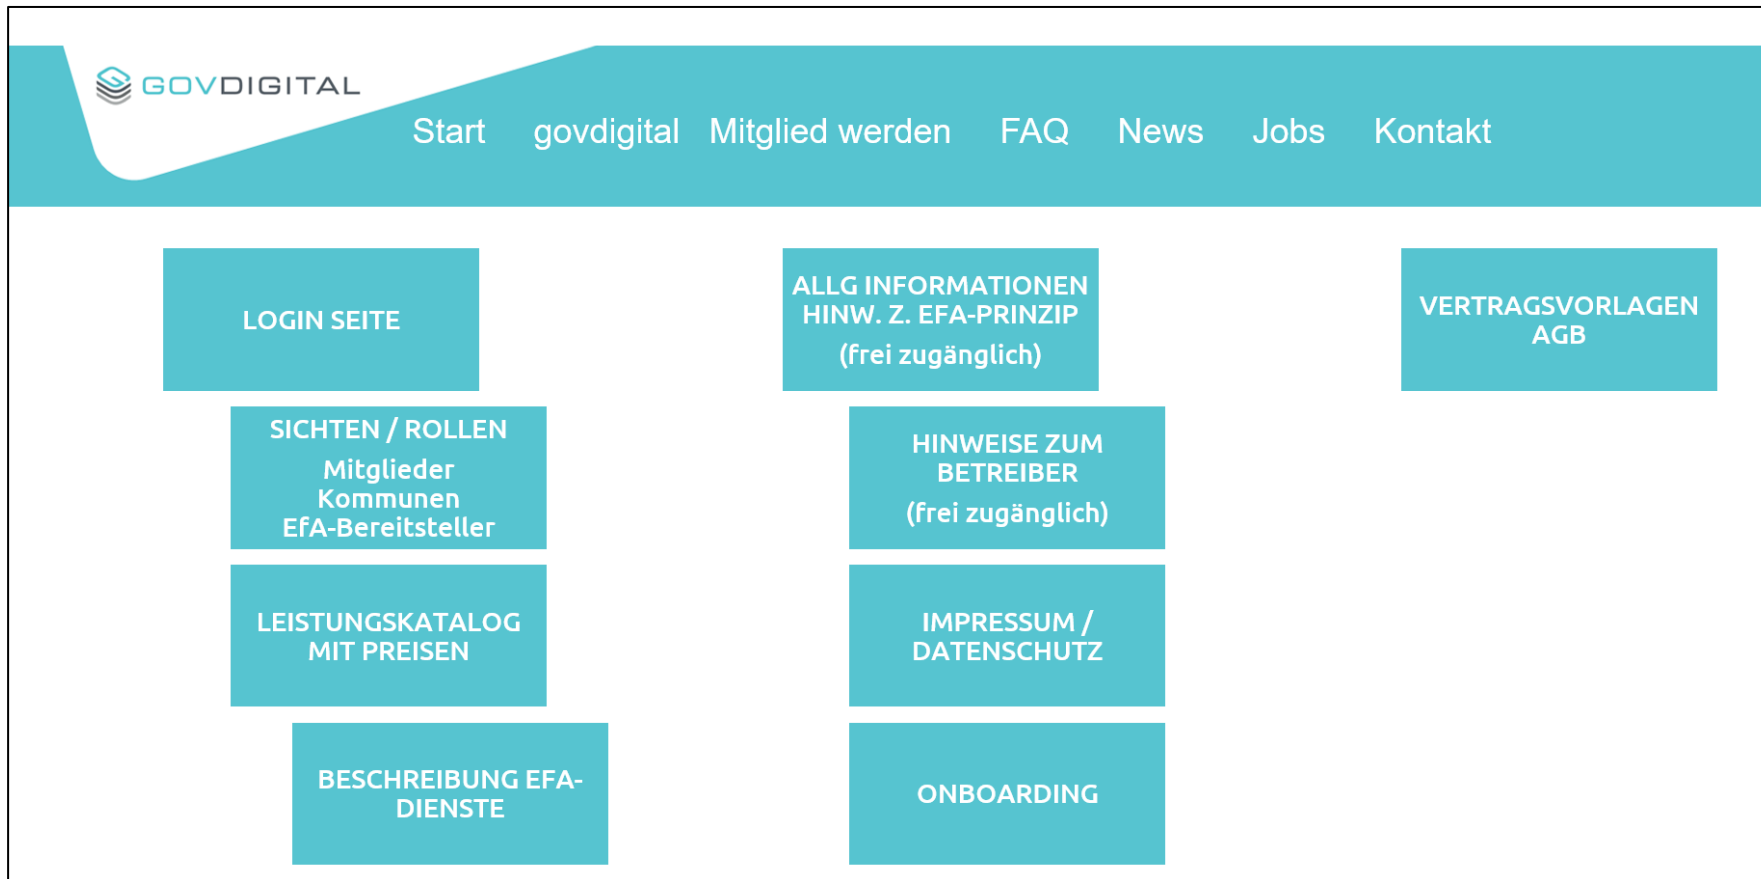 GOVDIGITAL
Start govdigital Mitglied werden FAQ News Jobs Kontakt
LOGIN SEITE
SICHTEN / ROLLEN
Mitglieder
Kommunen
EfA-Bereitsteller
LEISTUNGSKATALOG
MIT PREISEN
BESCHREIBUNG EFA-
DIENSTE
ALLG INFORMATIONEN
HINW. Z. EFA-PRINZIP
(frei zugänglich)
HINWEISE ZUM
BETREIBER
(frei zugänglich)
IMPRESSUM /
DATENSCHUTZ
ONBOARDING
VERTRAGSVORLAGEN
AGB